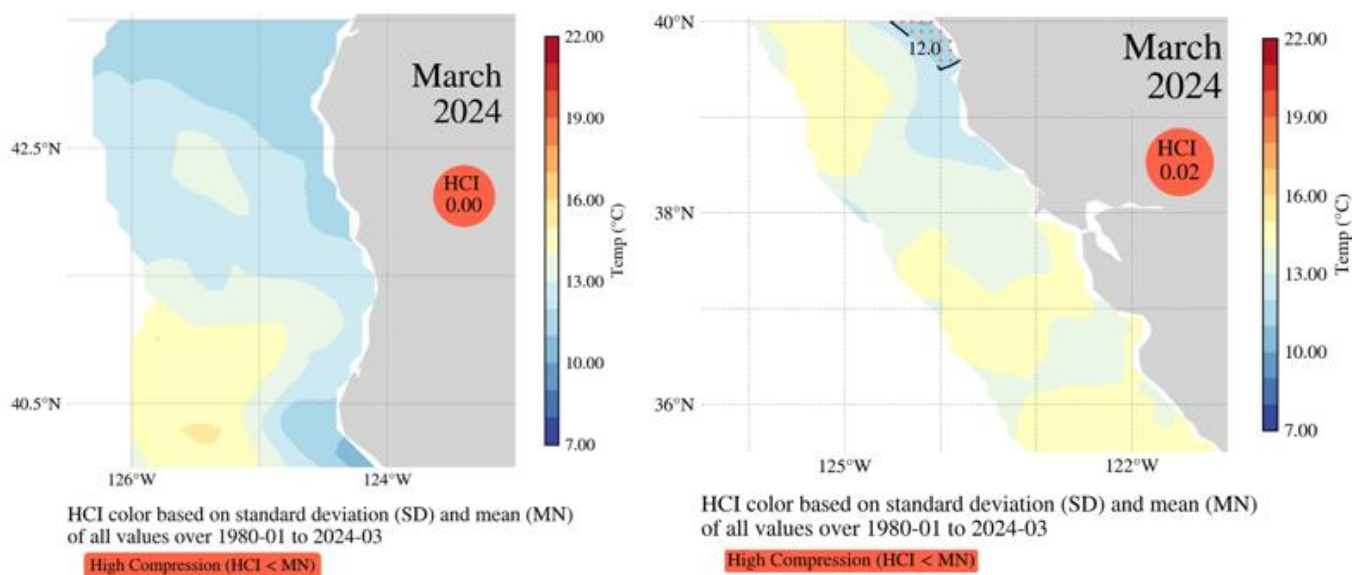 March
2024
HCI
0.00
42.5°N
40.5°N
126°W
124°W
22.00
19.00
16.00
13.00
10.00
7.00
Temp (°C)
HCI color based on standard deviation (SD) and mean (MN)
of all values over 1980-01 to 2024-03
High Compression (HCI < MN)
40°N
38°N
36°N
12.0
March
2024
HCI
0.02
125°W
122°W
22.00
19.00
16.00
13.00
10.00
7.00
Temp (°C)
HCI color based on standard deviation (SD) and mean (MN)
of all values over 1980-01 to 2024-03
High Compression (HCI < MN)